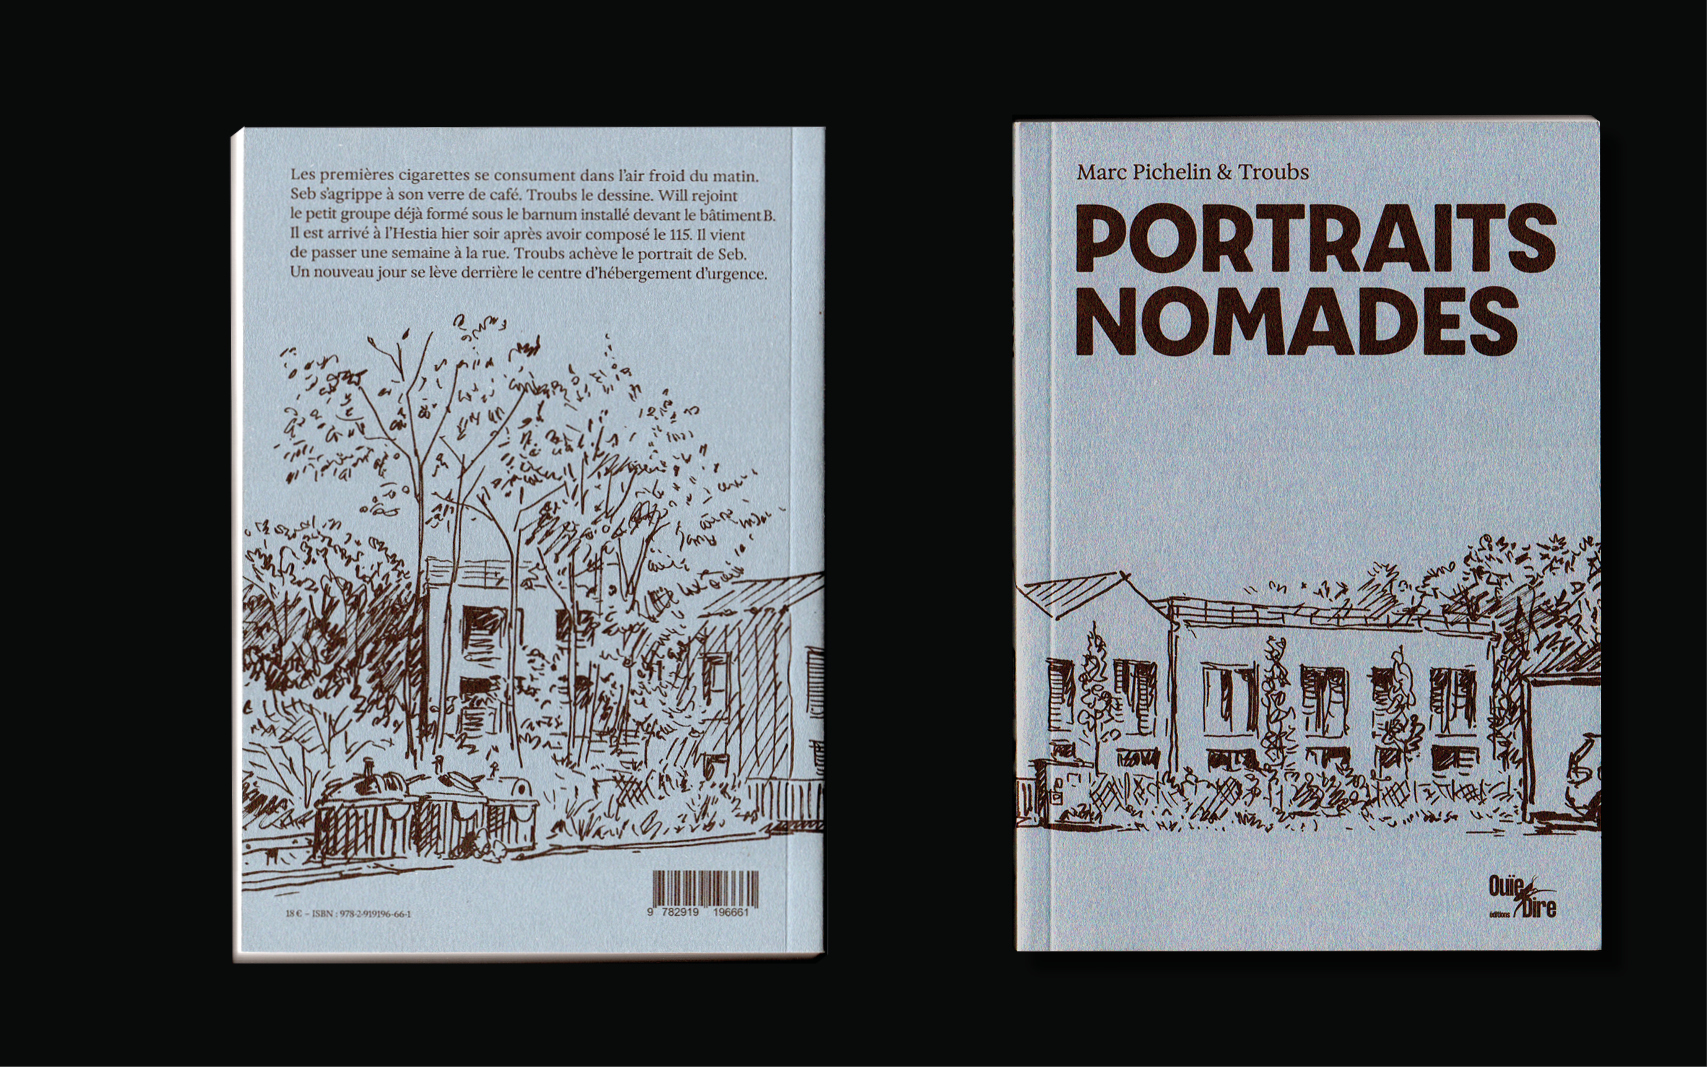 Les premières cigarettes se consument dans l'air froid du matin.
Seb s'agrippe à son verre de café. Troubs le dessine. Will rejoint
le petit groupe déjà formé sous le barnum installé devant le bâtiment B.
Il est arrivé à l'Hestia hier soir après avoir composé le 115. Il vient
de passer une semaine à la rue. Troubs achève le portrait de Seb.
Un nouveau jour se lève derrière le centre d'hébergement d'urgence.
18 € – ISBN : 978-2-919196-66-1
9 782919 196661
Marc Pichelin & Troubs
PORTRAITS
NOMADES
Ouïe
éditions Dire